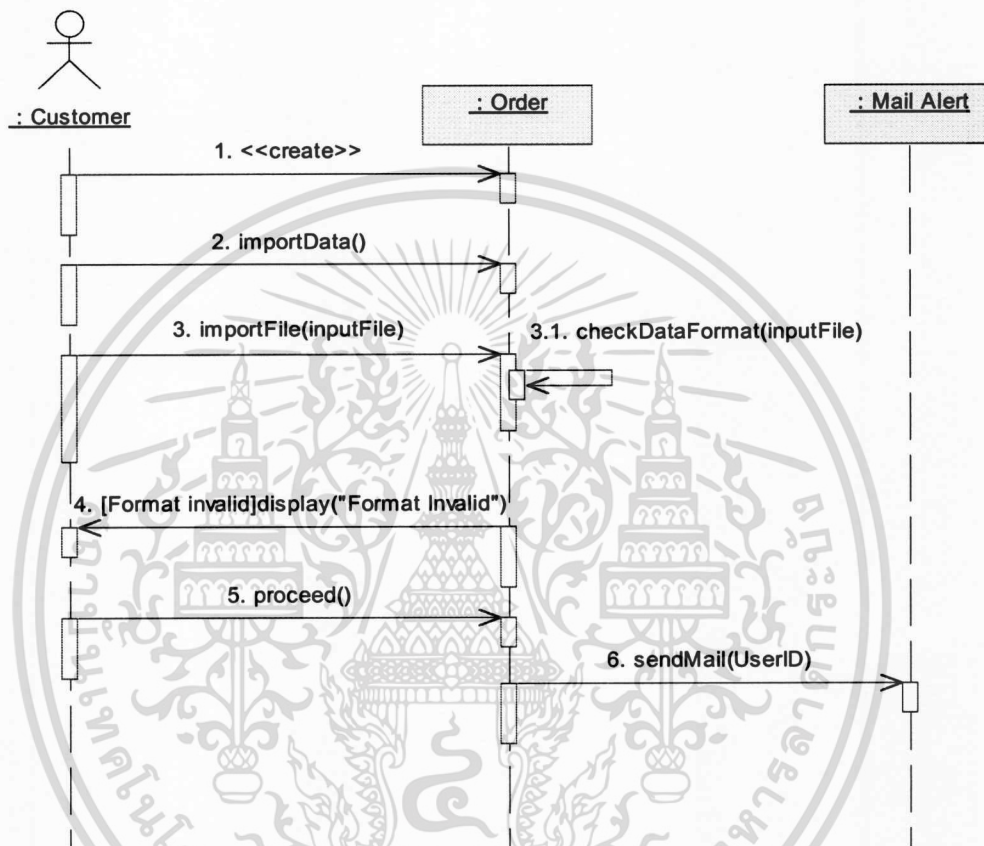 : Customer
: Order
: Mail Alert
1. <<create>>
2. importData()
3. importFile(inputFile)
3.1. checkDataFormat(inputFile)
4. [Format invalid]display("Format Invalid")
5. proceed()
6. sendMail(UserID)